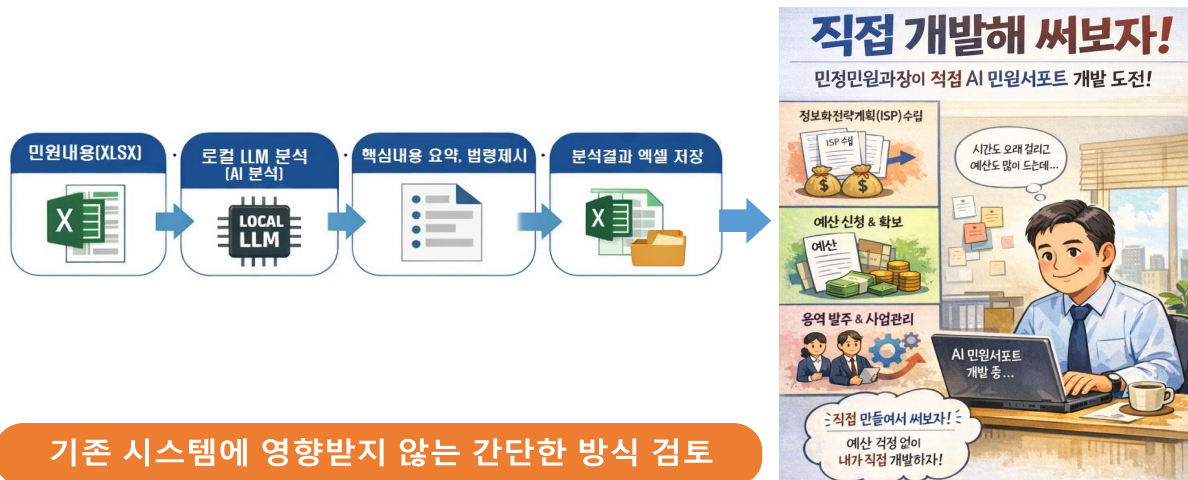 민원내용(XLSX)
로컬 LLM 분석
(AI 분석)
LOCAL
LLM
핵심내용 요약, 법령제시
분석결과 엑셀 저장
기존 시스템에 영향받지 않는 간단한 방식 검토
직접 개발해 써보자!
민정민원과장이 적접 AI 민원서포트 개발 도전!
정보화전략계획(ISP)수립
ISP 수립
시간도 오래 걸리고
예산도 많이 드는데...
예산 신청 & 확보
예산
용역 발주 & 사업관리
AI 민원서포트
개발 중...
직접 만들여서 써보자!
예산 걱정 없이
내가 직접 개발하자!